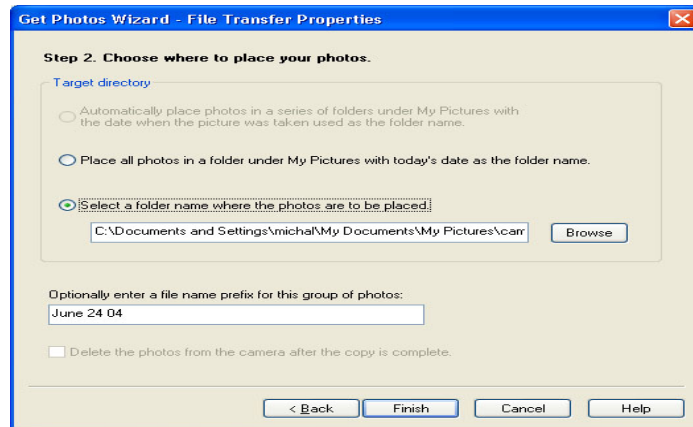 Get Photos Wizard - File Transfer Properties
Step 2. Choose where to place your photos.
Target directory
Automatically place photos in a series of folders under My Pictures with
the date when the picture was taken used as the folder name.
Place all photos in a folder under My Pictures with today's date as the folder name.
Select a folder name where the photos are to be placed.
C:\Documents and Settings\michal\My Documents\My Pictures\carr
Browse
Optionally enter a file name prefix for this group of photos:
June 24 04
Delete the photos from the camera after the copy is complete.
< Back Finish Cancel Help